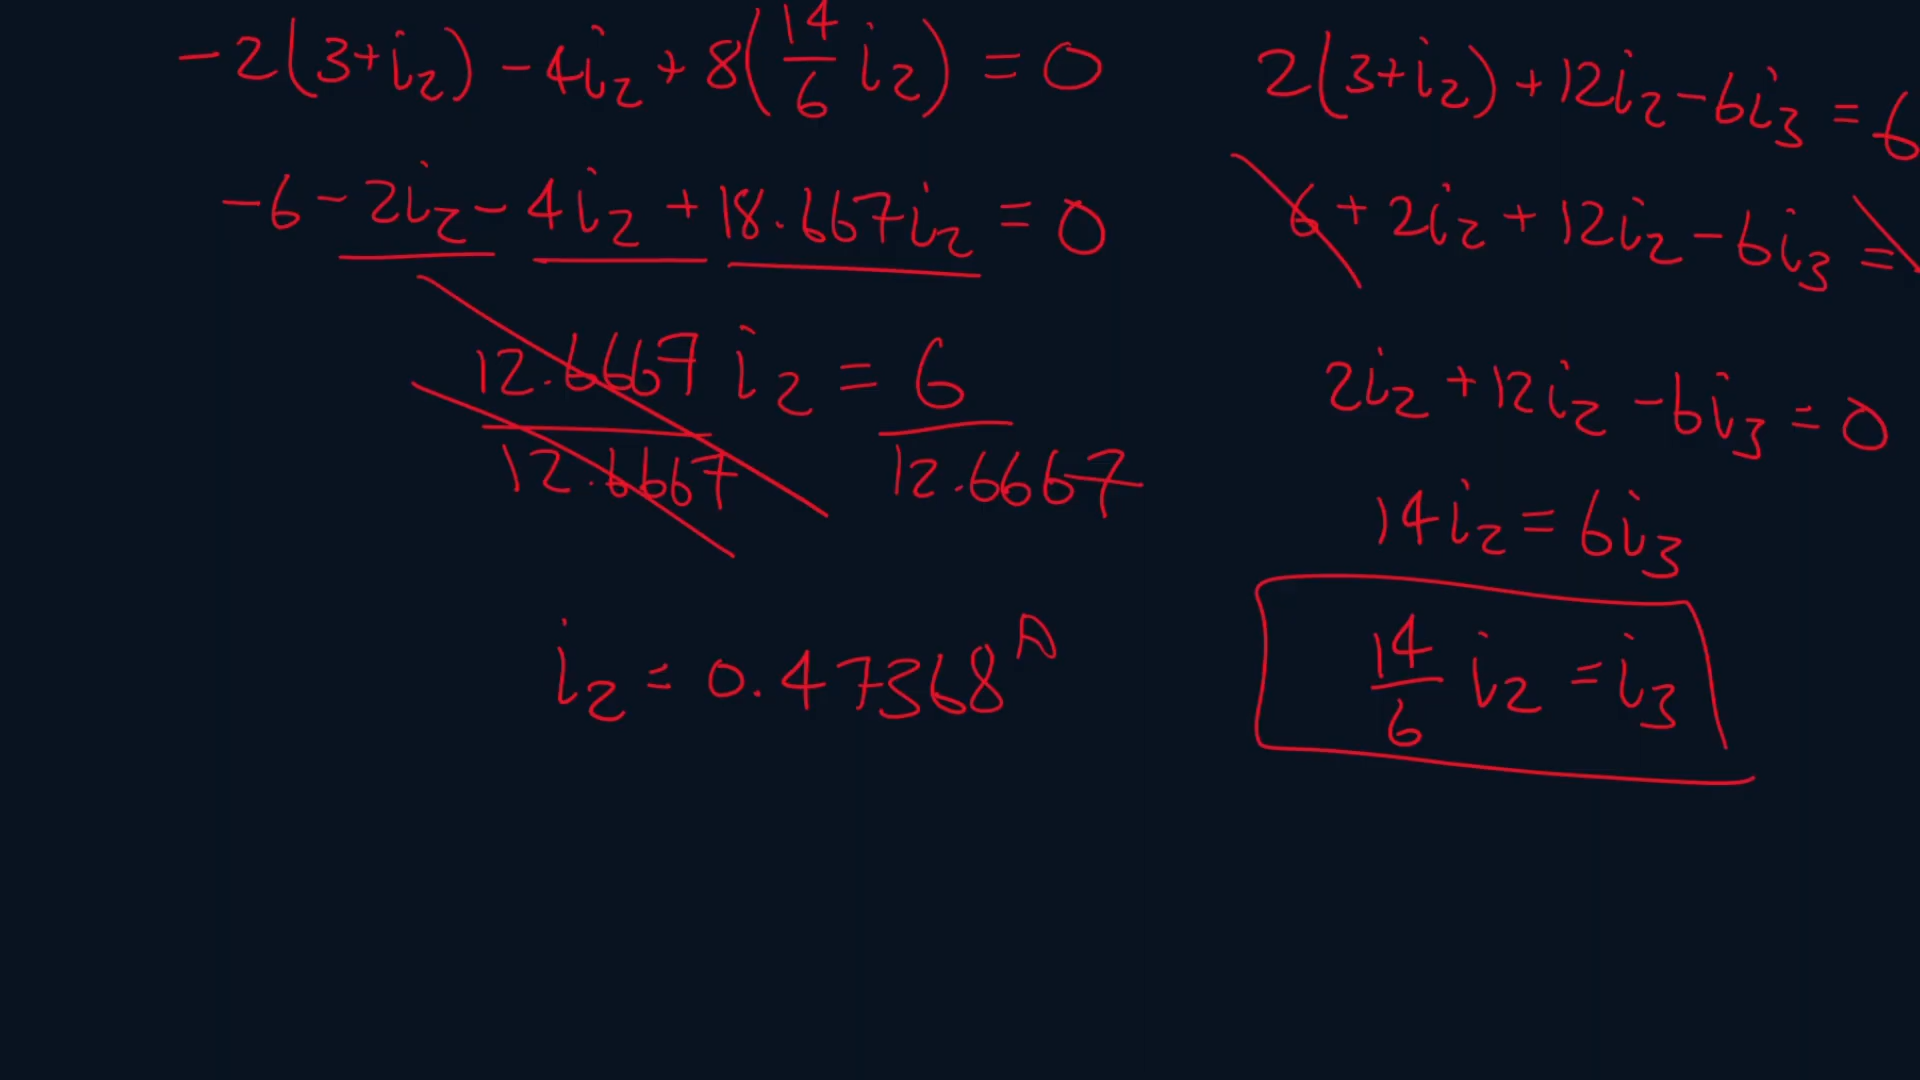 -2(3+i₂) - 4i₂ + 8(14/6 i₂) = 0
-6 - 2i₂ - 4i₂ + 18.667i₂ = 0
12.6667 i₂ = 6
12.6667 12.6667
i₂ = 0.47368 A
2(3+i₂) + 12i₂ - 6i₃ = 6
6 + 2i₂ + 12i₂ - 6i₃ =
2i₂ + 12i₂ - 6i₃ = 0
14i₂ = 6i₃
14/6 i₂ = i₃